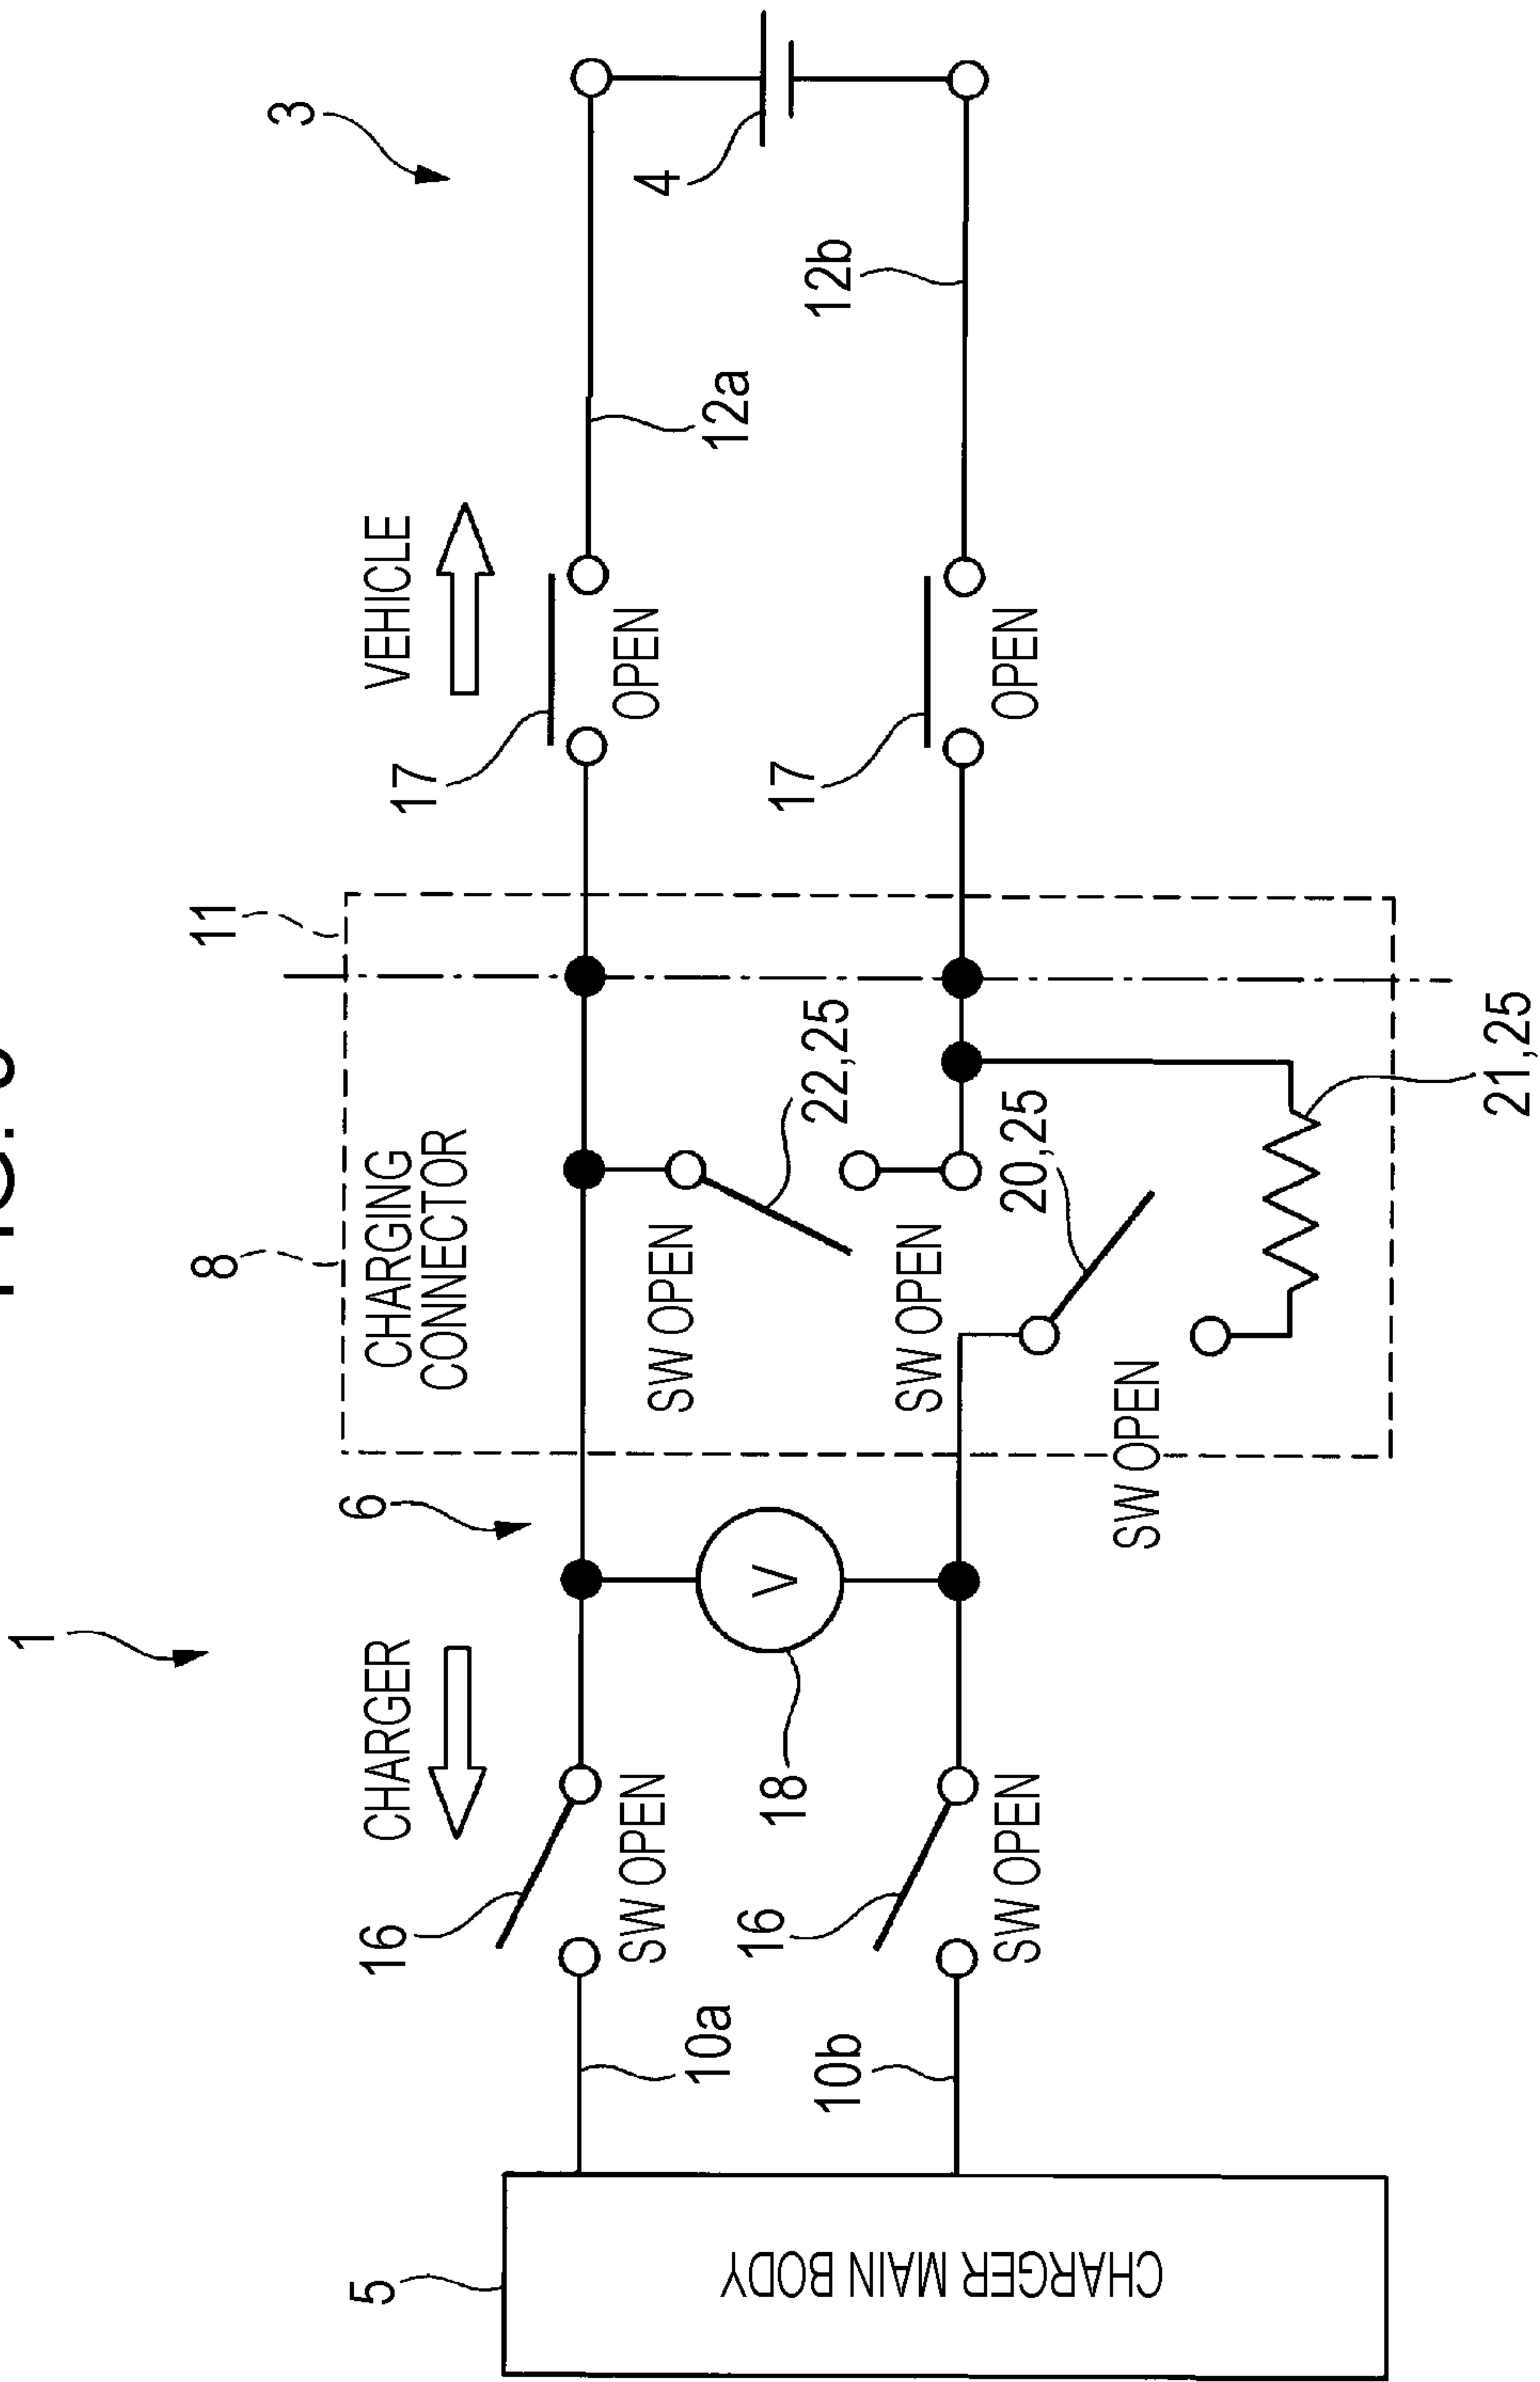 FIG.
1
8
11
3
5
16
CHARGER
6
CHARGING
CONNECTOR
17
VEHICLE
SW OPEN
SW OPEN
OPEN
4
10a
12a
16
18
17
10b
22,25
12b
SW OPEN
SW OPEN
20,25
OPEN
CHARGER MAIN BODY
SW OPEN
21,25